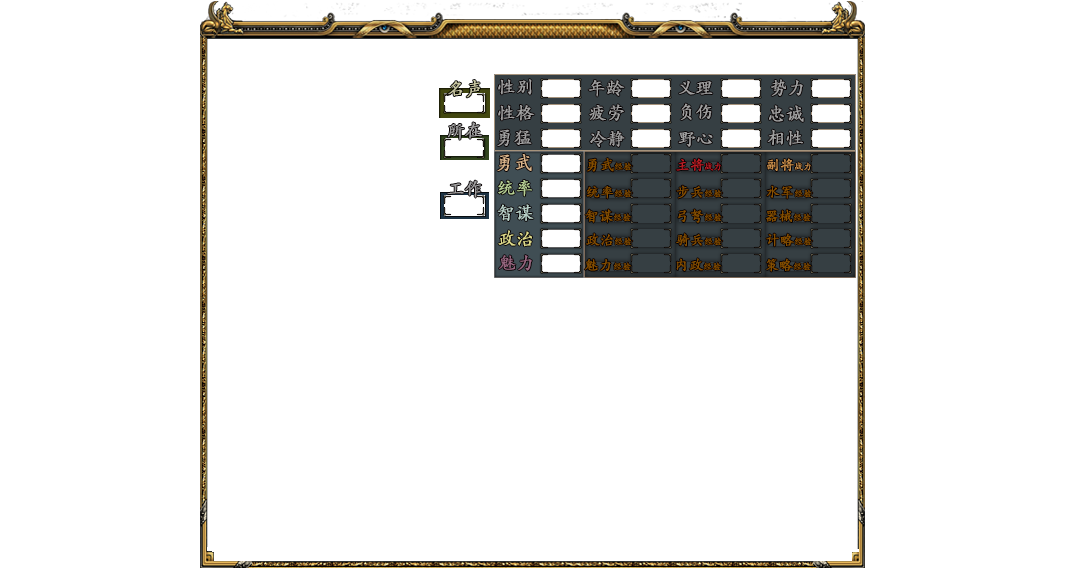 名声
所在
工作
性别 年龄 义理 势力
性格 疲劳 负伤 忠诚
勇猛 冷静 野心 相性
勇武 勇武经验 主将战力 副将战力
统率 统率经验 步兵经验 水军经验
智谋 智谋经验 弓弩经验 器械经验
政治 政治经验 骑兵经验 计略经验
魅力 魅力经验 内政经验 策略经验